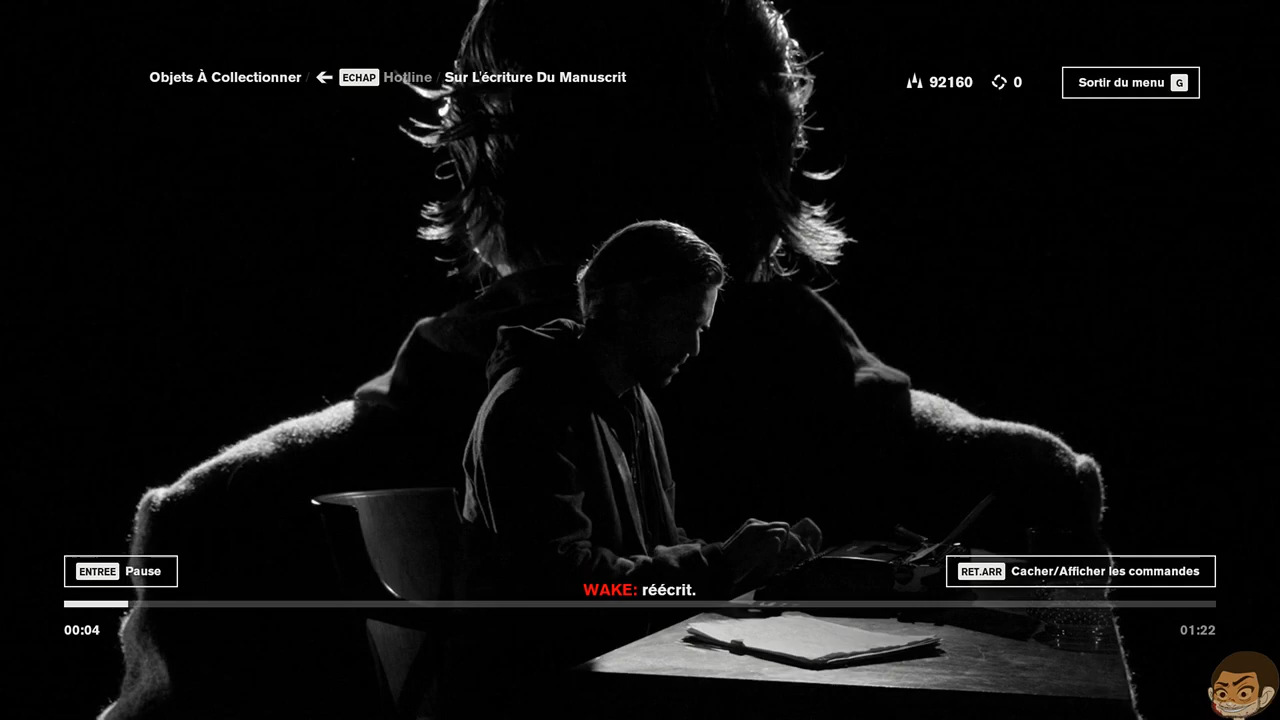 Objets À Collectionner / ECHAP Hotline / Sur L'écriture Du Manuscrit
92160 0
Sortir du menu G
ENTREE Pause
RET.ARR Cacher/Afficher les commandes
WAKE: réécrit.
00:04
01:22